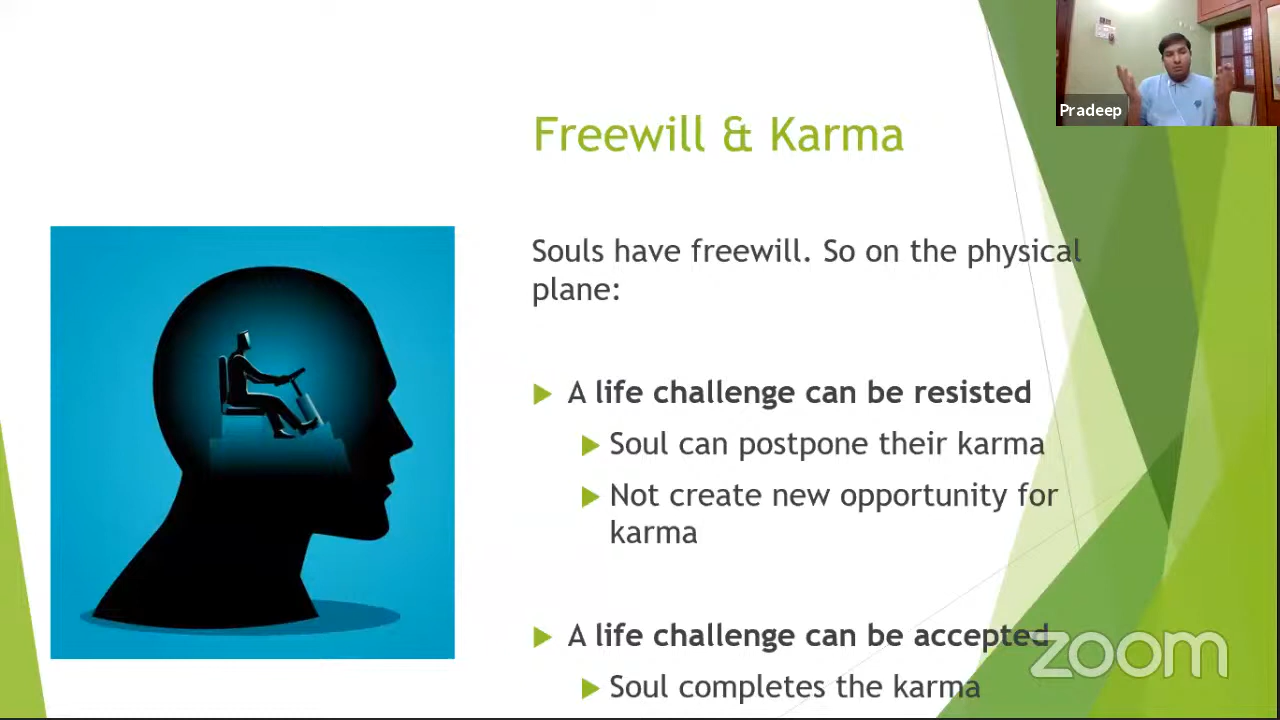 Pradeep
Freewill & Karma
Souls have freewill. So on the physical
plane:
A life challenge can be resisted
Soul can postpone their karma
Not create new opportunity for
karma
A life challenge can be accepted
Soul completes the karma
zoom